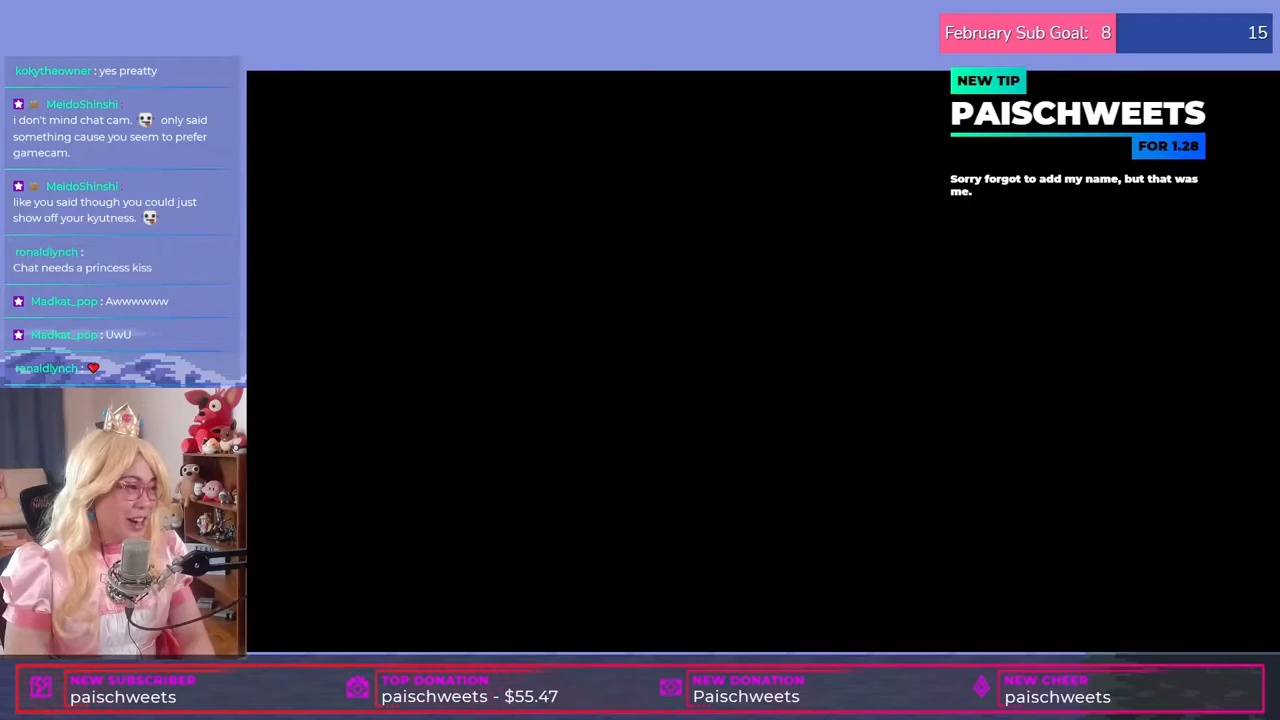 February Sub Goal: 8 15
NEW TIP
PAISCHWEETS
FOR 1.28
Sorry forgot to add my name, but that was
me.
kokytheowner : yes preatty
MeidoShinshi :
i don't mind chat cam. only said
something cause you seem to prefer
gamecam.
MeidoShinshi :
like you said though you could just
show off your kyutness.
ronaldlynch :
Chat needs a princess kiss
Madkat_pop : Awwwwww
Madkat_pop : UwU
ronaldlynch :
NEW SUBSCRIBER
paischweets
TOP DONATION
paischweets - $55.47
NEW DONATION
Paischweets
NEW CHEER
paischweets